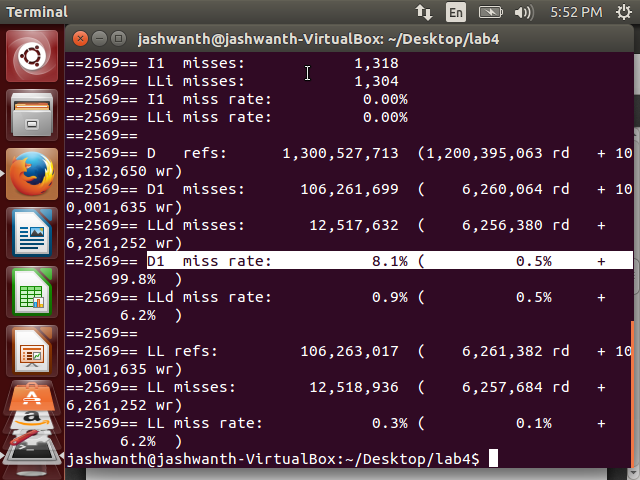 Terminal En 5:52 PM
jashwanth@jashwanth-VirtualBox: ~/Desktop/lab4
==2569== I1  misses:             1,318
==2569== LLi misses:             1,304
==2569== I1  miss rate:           0.00%
==2569== LLi miss rate:           0.00%
==2569==
==2569== D   refs:      1,300,527,713  (1,200,395,063 rd   + 10
0,132,650 wr)
==2569== D1  misses:      106,261,699  (    6,260,064 rd   + 10
0,001,635 wr)
==2569== LLd misses:       12,517,632  (    6,256,380 rd   +
6,261,252 wr)
==2569== D1  miss rate:            8.1% (          0.5%     +
     99.8%  )
==2569== LLd miss rate:            0.9% (          0.5%     +
      6.2%  )
==2569==
==2569== LL refs:         106,263,017  (    6,261,382 rd   + 10
0,001,635 wr)
==2569== LL misses:        12,518,936  (    6,257,684 rd   +
6,261,252 wr)
==2569== LL miss rate:             0.3% (          0.1%     +
      6.2%  )
jashwanth@jashwanth-VirtualBox:~/Desktop/lab4$